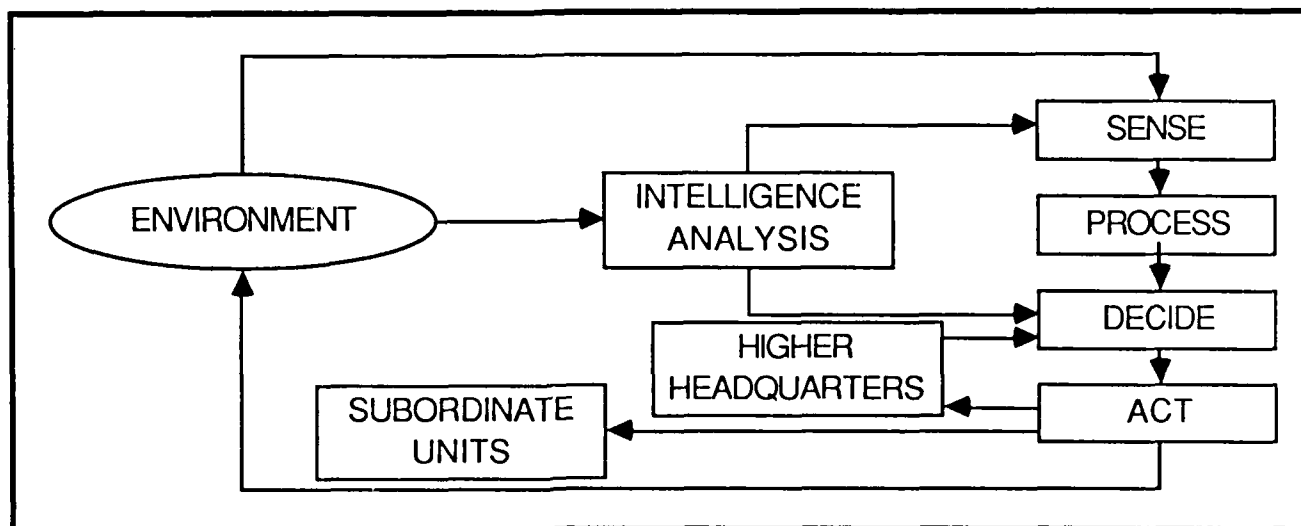 SENSE
ENVIRONMENT
INTELLIGENCE
ANALYSIS
PROCESS
DECIDE
HIGHER
HEADQUARTERS
SUBORDINATE
UNITS
ACT